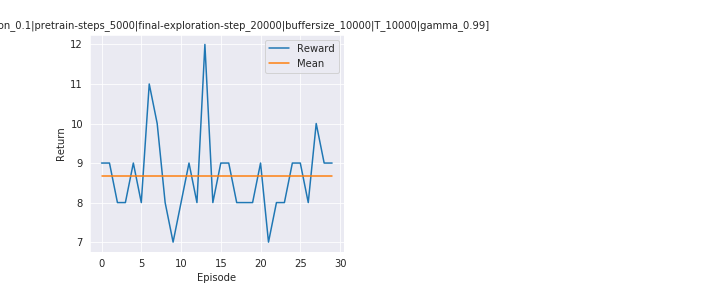 on_0.1|pretrain-steps_5000|final-exploration-step_20000|buffersize_10000|T_10000|gamma_0.99]
12
11
10
9
8
7
Return
Reward
Mean
0 5 10 15 20 25 30
Episode